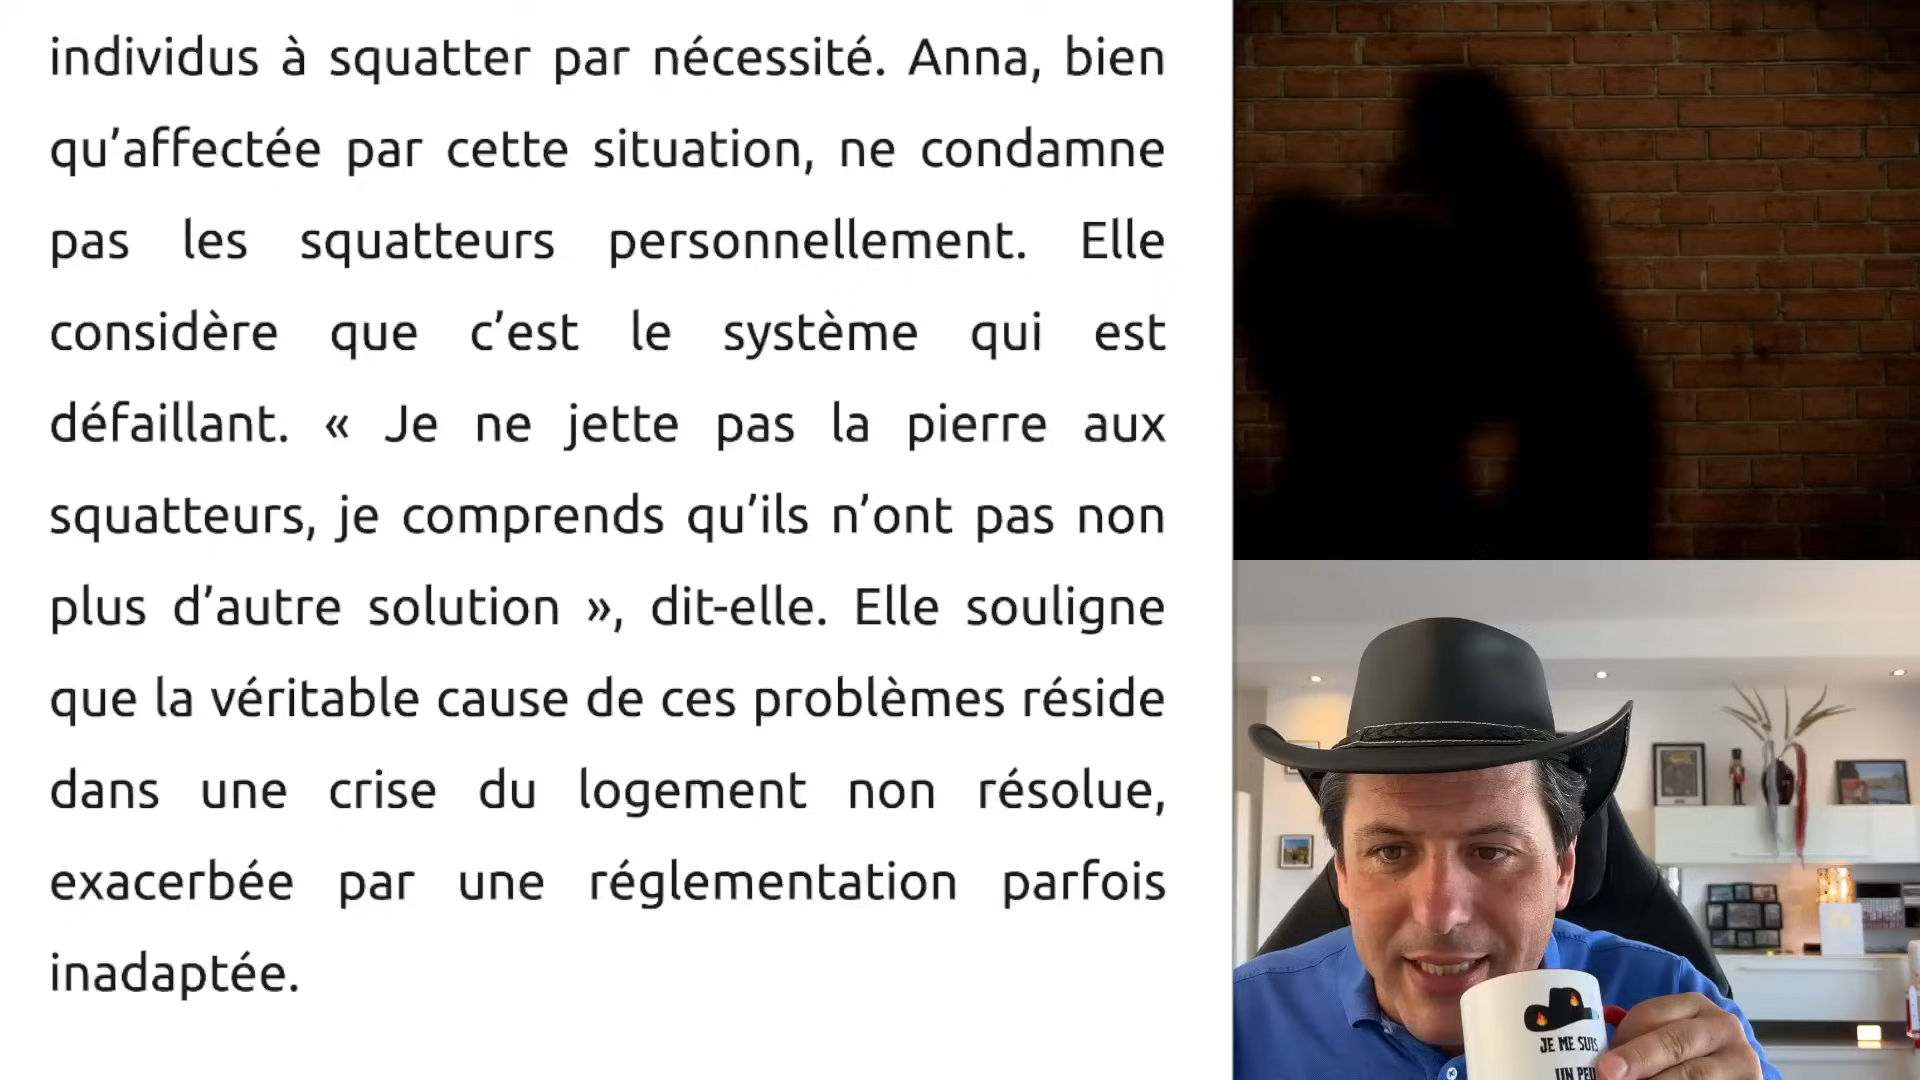 individus à squatter par nécessité. Anna, bien
qu’affectée par cette situation, ne condamne
pas les squatteurs personnellement. Elle
considère que c’est le système qui est
défaillant. « Je ne jette pas la pierre aux
squatteurs, je comprends qu’ils n’ont pas non
plus d’autre solution », dit-elle. Elle souligne
que la véritable cause de ces problèmes réside
dans une crise du logement non résolue,
exacerbée par une réglementation parfois
inadaptée.
JE ME SUIS
UN PEU